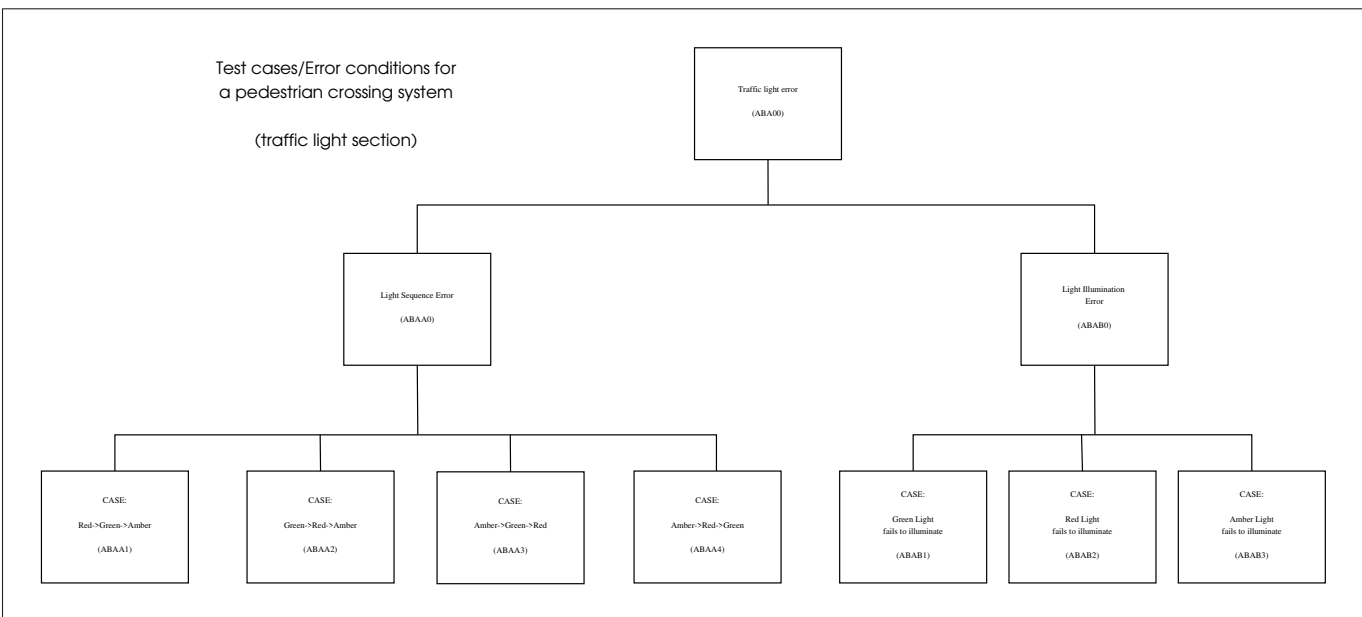 Test cases/Error conditions for
a pedestrian crossing system
(traffic light section)
Traffic light error
(ABA00)
Light Sequence Error
(ABAA0)
Light Illumination
Error
(ABAB0)
CASE:
Red->Green->Amber
(ABAA1)
CASE:
Green->Red->Amber
(ABAA2)
CASE:
Amber->Green->Red
(ABAA3)
CASE:
Amber->Red->Green
(ABAA4)
CASE:
Green Light
fails to illuminate
(ABAB1)
CASE:
Red Light
fails to illuminate
(ABAB2)
CASE:
Amber Light
fails to illuminate
(ABAB3)